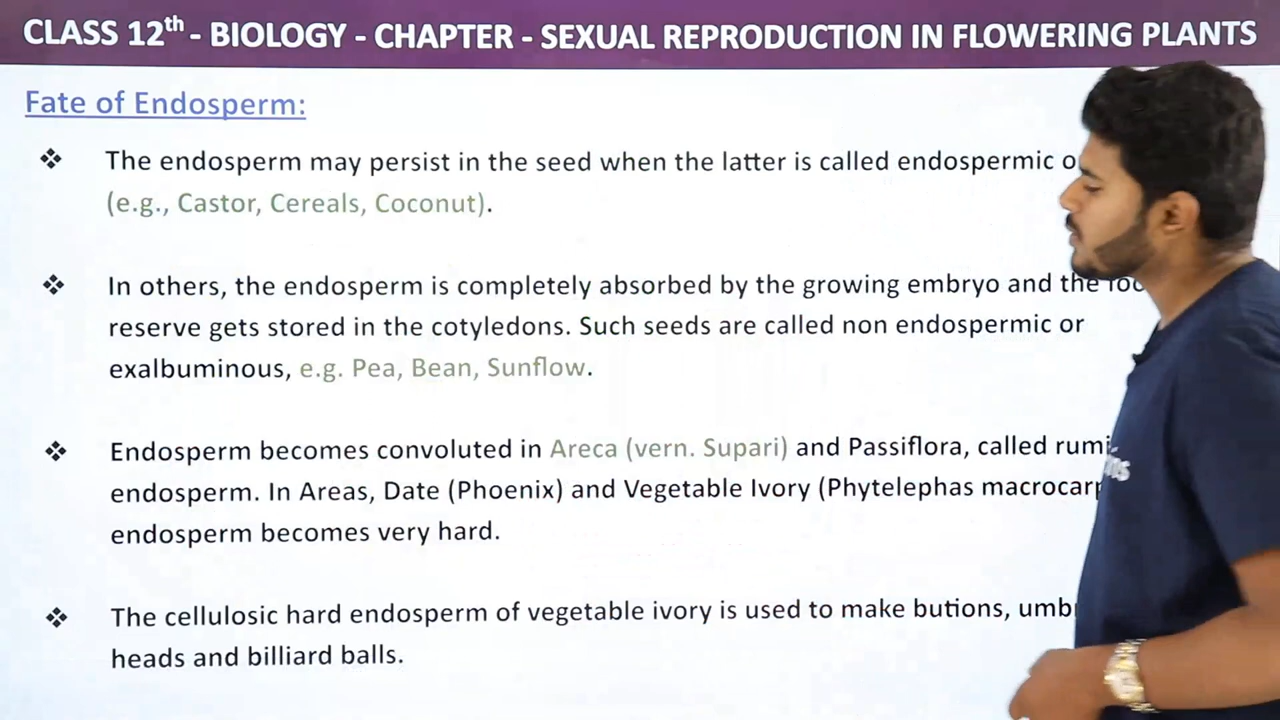 CLASS 12th - BIOLOGY - CHAPTER - SEXUAL REPRODUCTION IN FLOWERING PLANTS
Fate of Endosperm:
❖ The endosperm may persist in the seed when the latter is called endospermic
(e.g., Castor, Cereals, Coconut).
❖ In others, the endosperm is completely absorbed by the growing embryo and the
reserve gets stored in the cotyledons. Such seeds are called non endospermic or
exalbuminous, e.g. Pea, Bean, Sunflow.
❖ Endosperm becomes convoluted in Areca (vern. Supari) and Passiflora, called
endosperm. In Areas, Date (Phoenix) and Vegetable Ivory (Phytelephas
endosperm becomes very hard.
❖ The cellulosic hard endosperm of vegetable ivory is used to make buttons,
heads and billiard balls.